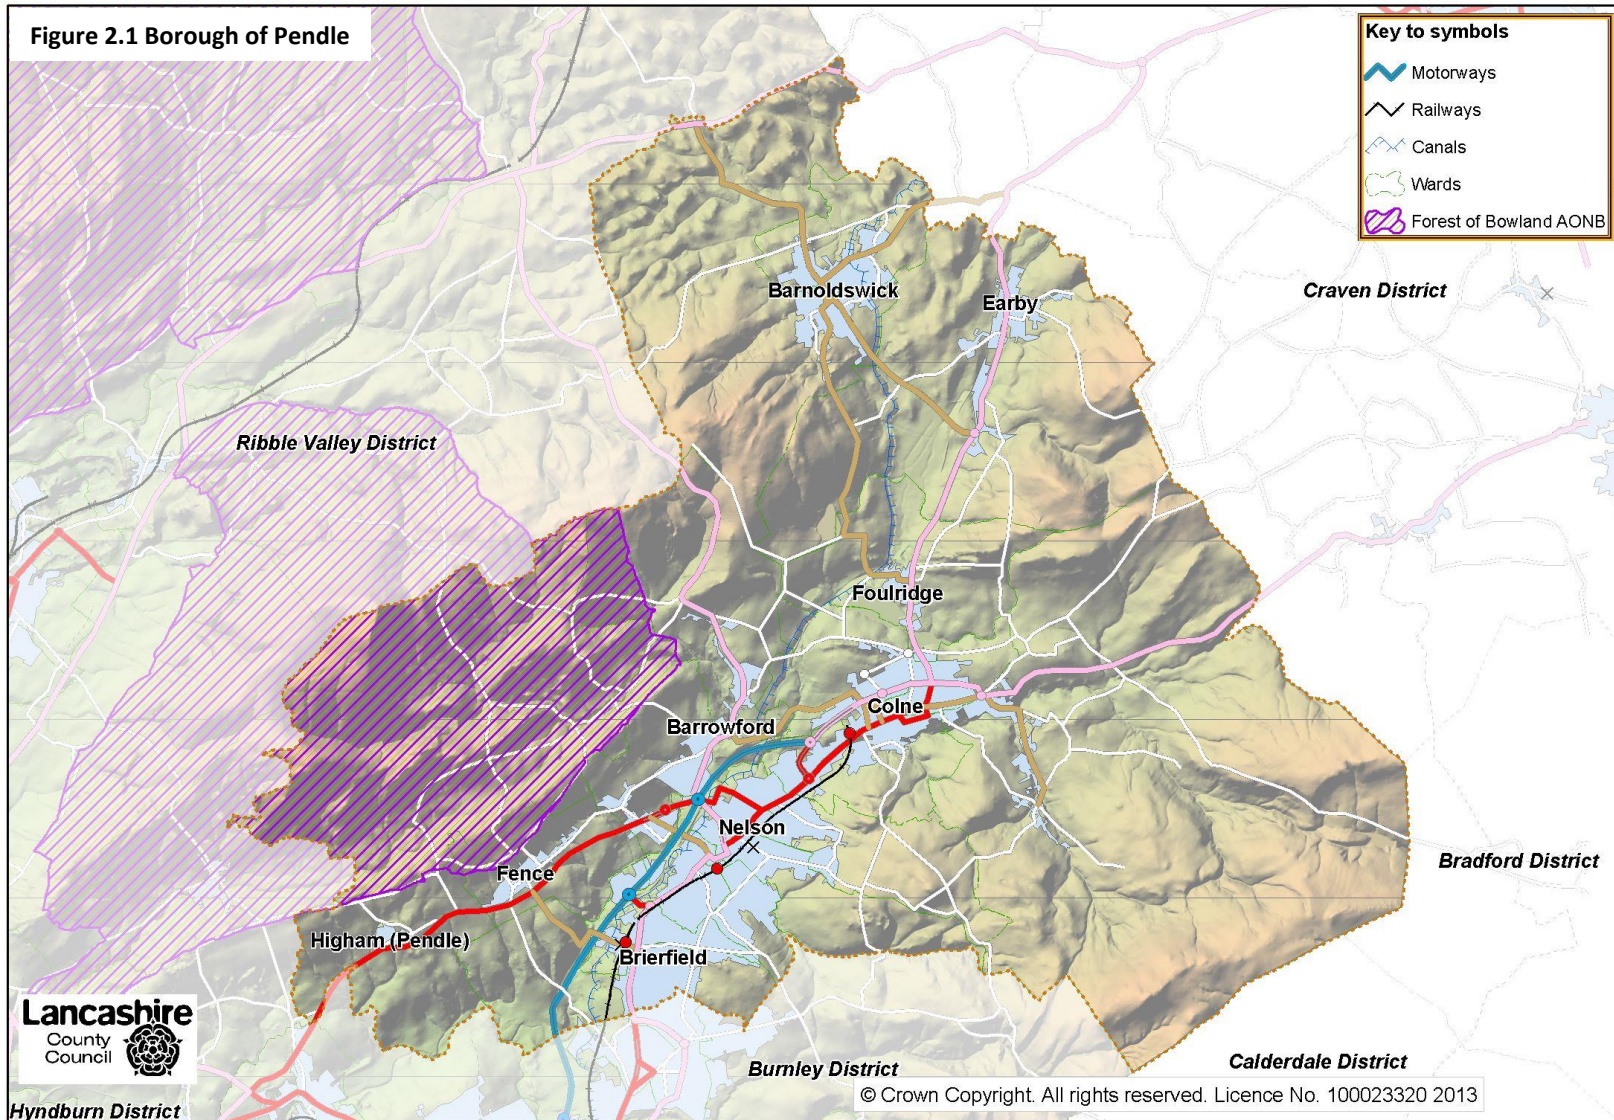 Figure 2.1 Borough of Pendle
Key to symbols
Motorways
Railways
Canals
Wards
Forest of Bowland AONB
Barnoldswick
Earby
Craven District
Ribble Valley District
Foulridge
Colne
Barrowford
Nelson
Fence
Bradford District
Higham (Pendle)
Brierfield
Lancashire
County
Council
Burnley District
Calderdale District
© Crown Copyright. All rights reserved. Licence No. 100023320 2013
Hyndburn District